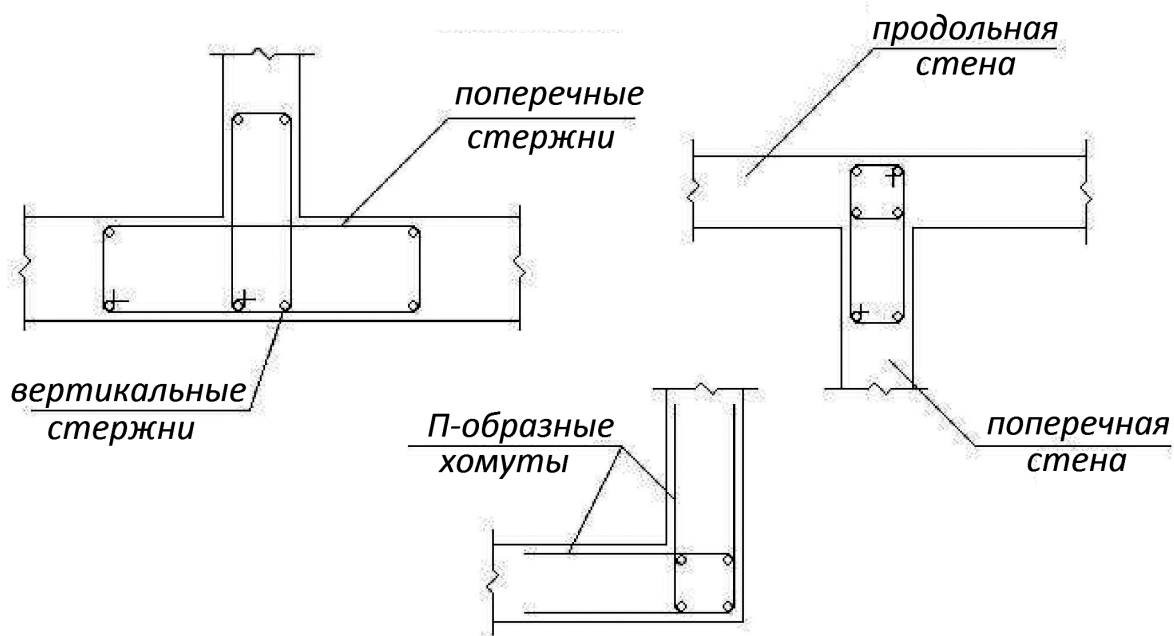 продольная
стена
поперечные
стержни
вертикальные
стержни
П-образные
хомуты
поперечная
стена